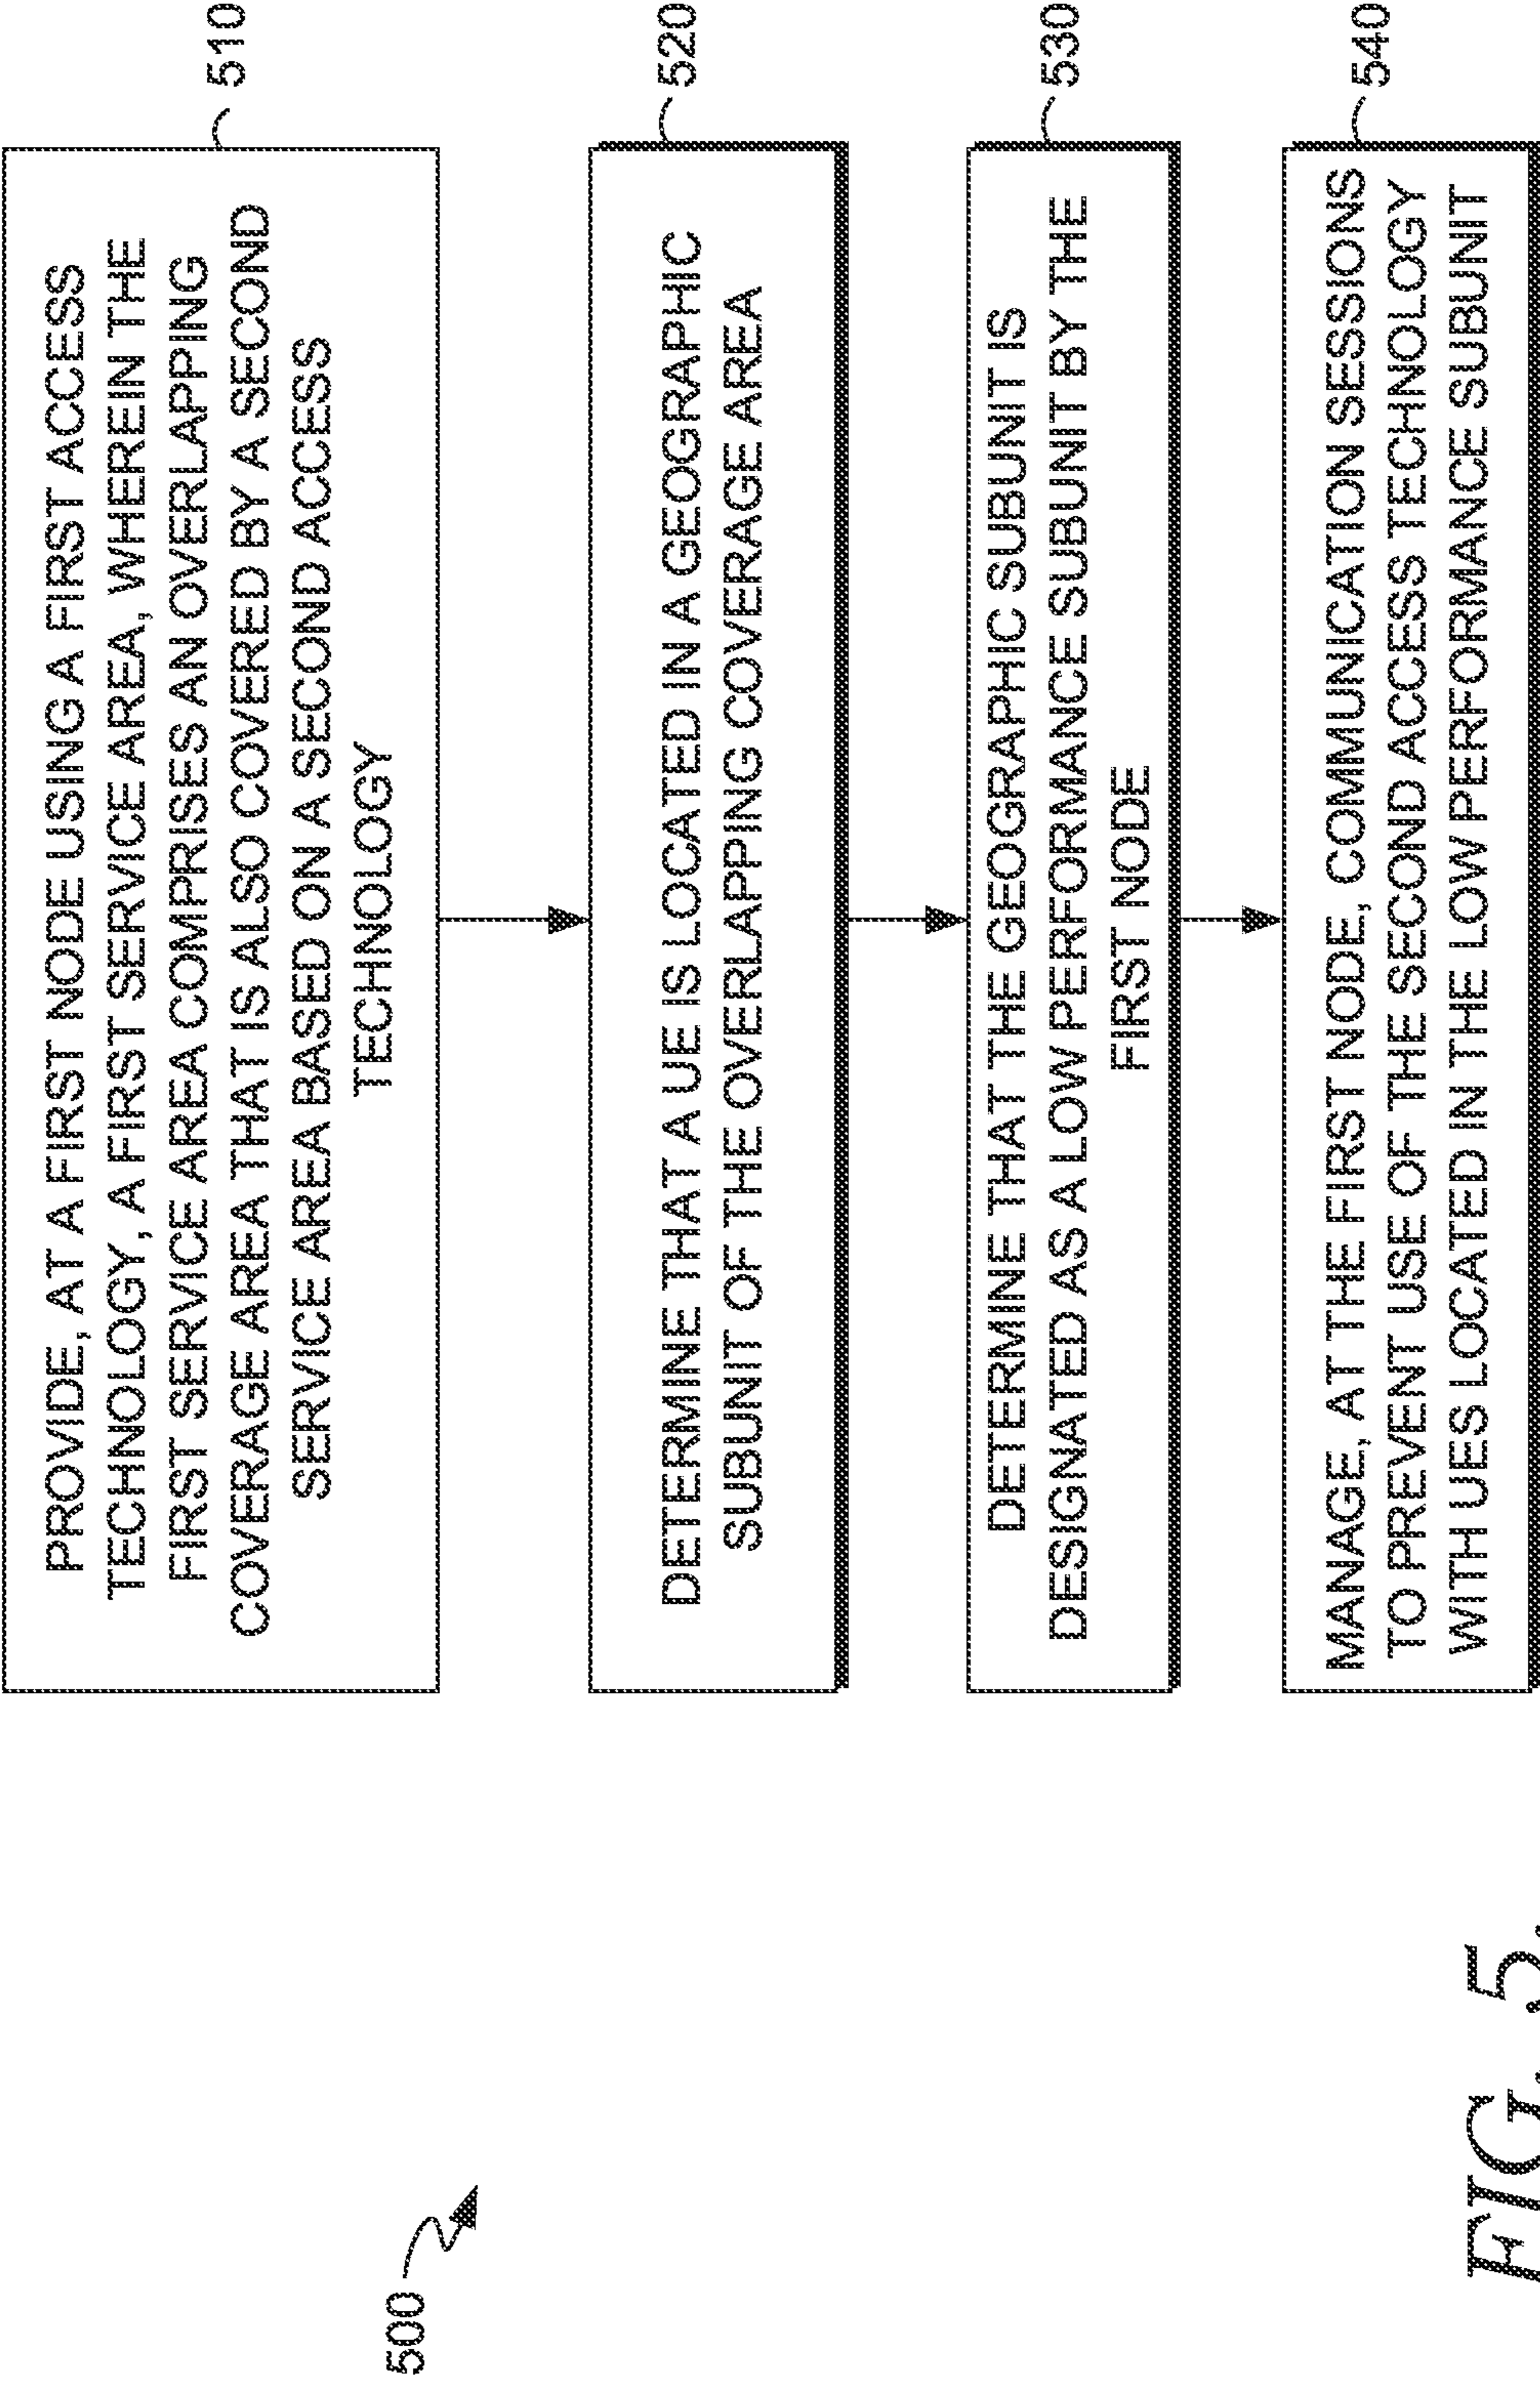 500
PROVIDE, AT A FIRST NODE USING A FIRST ACCESS
TECHNOLOGY, A FIRST SERVICE AREA, WHEREIN THE
FIRST SERVICE AREA COMPRISES AN OVERLAPPING
COVERAGE AREA THAT IS ALSO COVERED BY A SECOND
SERVICE AREA BASED ON A SECOND ACCESS
TECHNOLOGY
510
DETERMINE THAT A UE IS LOCATED IN A GEOGRAPHIC
SUBUNIT OF THE OVERLAPPING COVERAGE AREA
520
DETERMINE THAT THE GEOGRAPHIC SUBUNIT IS
DESIGNATED AS A LOW PERFORMANCE SUBUNIT BY THE
FIRST NODE
530
MANAGE, AT THE FIRST NODE, COMMUNICATION SESSIONS
TO PREVENT USE OF THE SECOND ACCESS TECHNOLOGY
WITH UES LOCATED IN THE LOW PERFORMANCE SUBUNIT
540
FIG. 5.